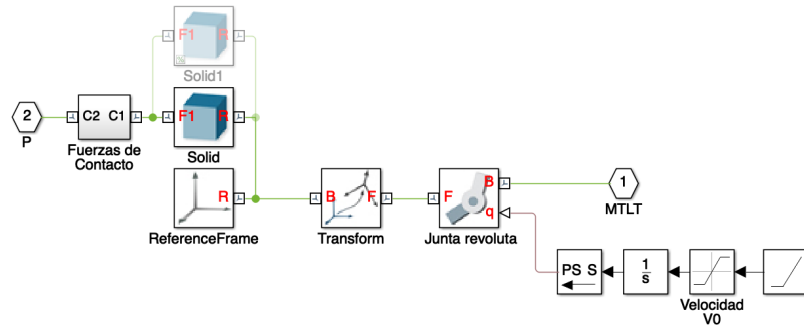 F1 R
Solid1
2
P
C2 C1
Fuerzas de
Contacto
F1 R
Solid
R
ReferenceFrame
B F
Transform
F B
q
Junta revoluta
1
MTLT
PS S
1
s
Velocidad
V0